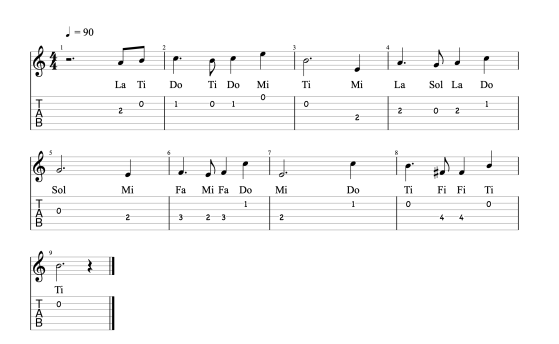 ♩ = 90
1 2 3 4
4 4
La Ti Do Ti Do Mi Ti Mi La Sol La Do
T A B 2 0 1 0 1 0 0 2 2 0 2 1
5 6 7 8
Sol Mi Fa Mi Fa Do Mi Do Ti Fi Fi Ti
T A B 0 2 3 2 3 1 2 1 0 4 4 0
9
Ti
T A B 0